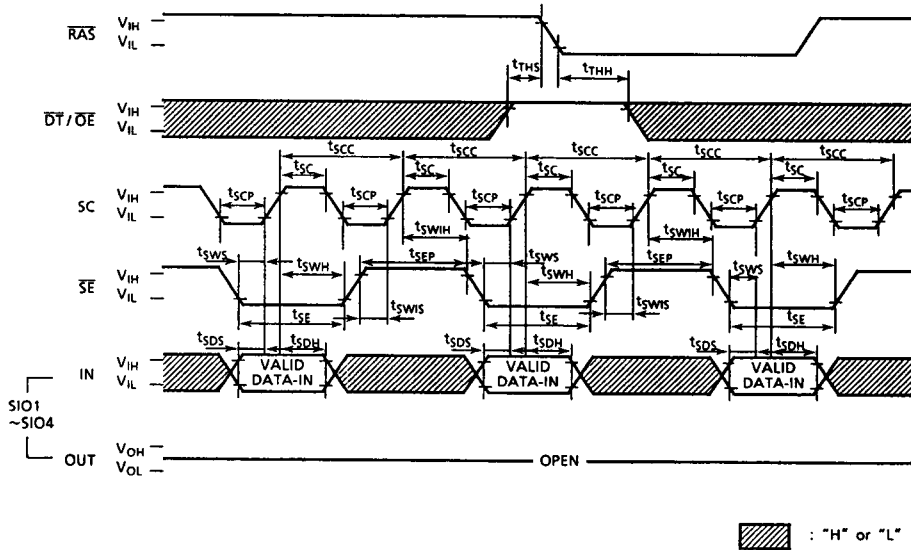 RAS
VIH
VIL
tTHS
tTHH
DT/OE
VIH
VIL
tSCC tSCC tSCC tSCC tSCC
tSC tSC tSC tSC tSC
SC
VIH
VIL
tSCP tSCP tSCP tSCP tSCP tSCP
tSWIH tSWIH
tSWS tSEP tSWS tSEP tSWS
SE
VIH
VIL
tSWH tSWH tSWH
tSWIS tSWIS
tSE tSE tSE
tSDS tSDH tSDS tSDH tSDS tSDH
IN
VIH
VIL
VALID DATA-IN VALID DATA-IN VALID DATA-IN
SIO1
~SIO4
OUT
VOH
VOL
OPEN
: "H" or "L"